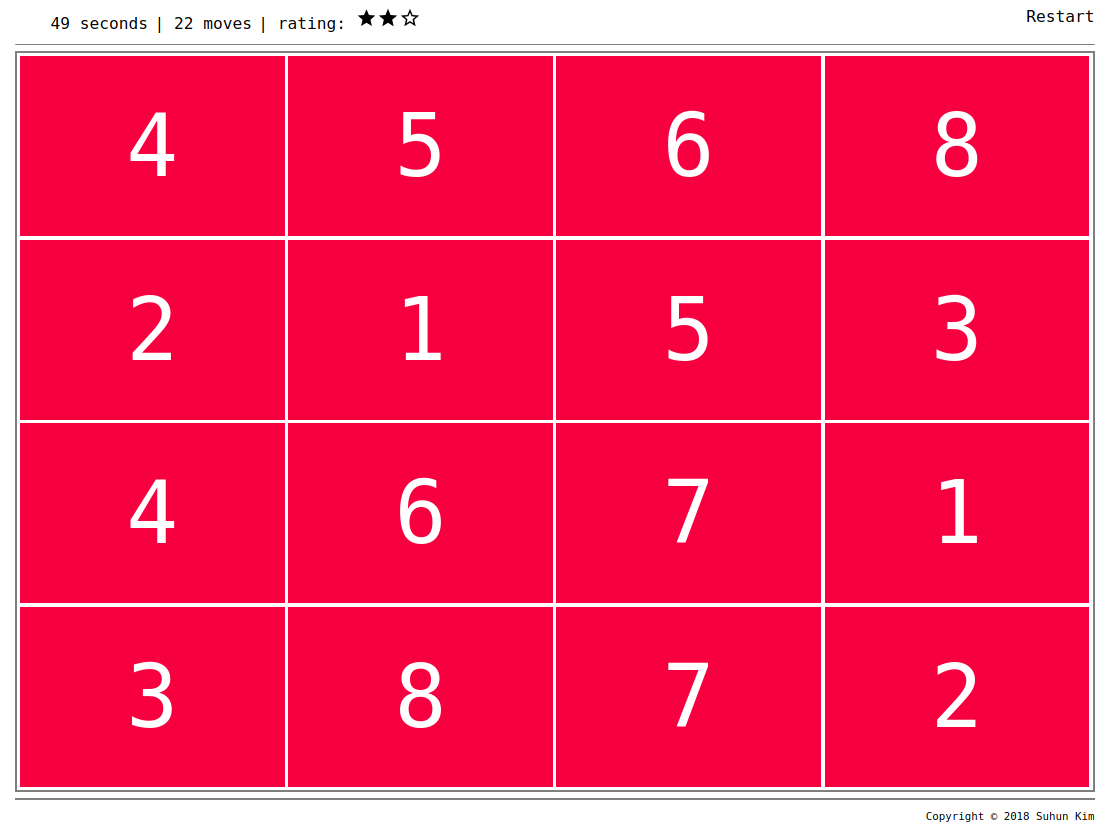 49 seconds | 22 moves | rating: ★★☆ Restart
4 5 6 8
2 1 5 3
4 6 7 1
3 8 7 2
Copyright © 2018 Suhun Kim